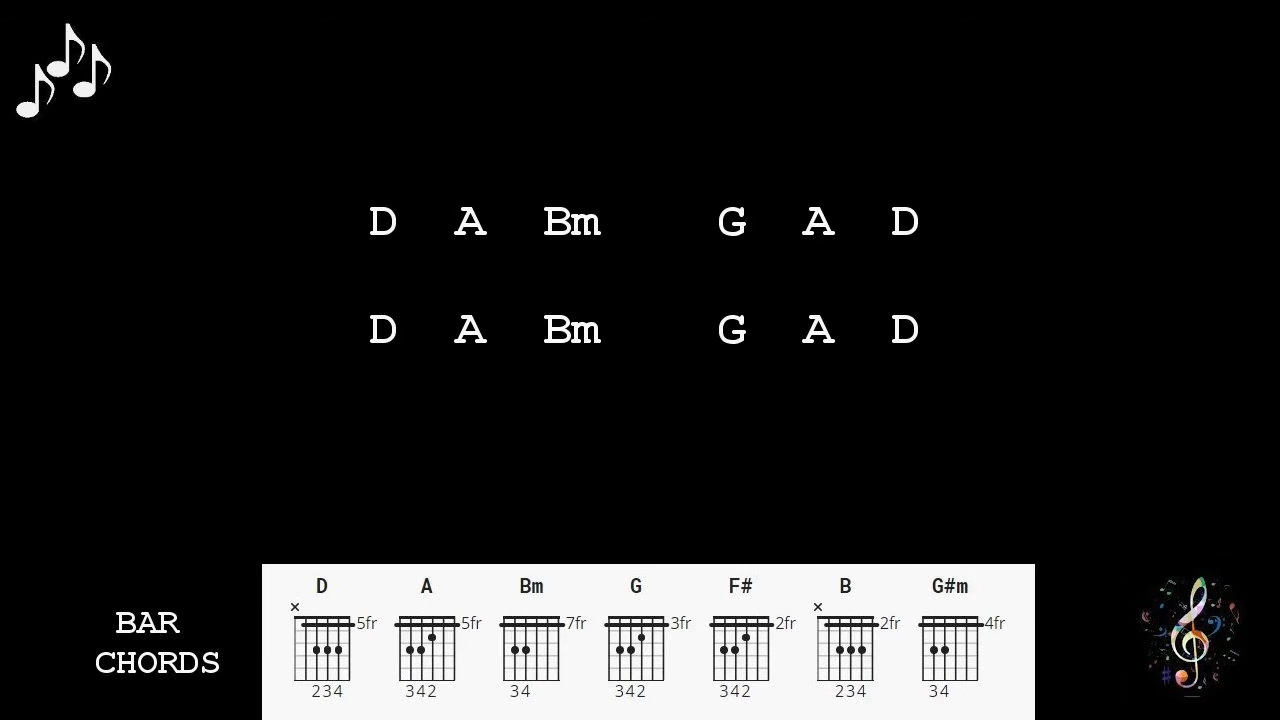 D A Bm G A D
D A Bm G A D
BAR
CHORDS
D A Bm G F# B G#m
× ×
5fr 5fr 7fr 3fr 2fr 2fr 4fr
234 342 34 342 342 234 34